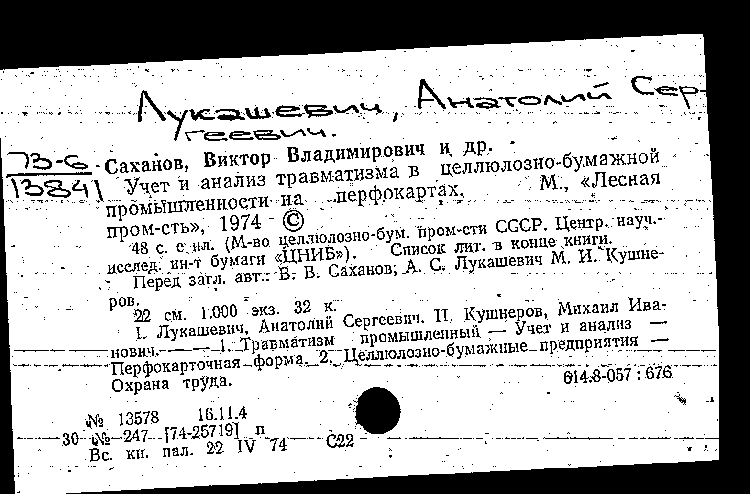 Лукашевич, Анатолий Сер-
геевич.
73-6
13841
Саханов, Виктор Владимирович и др.
Учет и анализ травматизма в целлюлозно-бумажной
промышленности на перфокартах. М., «Лесная
пром-сть», 1974 ©
48 с. с ил. (М-во целлюлозно-бум. пром-сти СССР. Центр. науч.-
исслед. ин-т бумаги «ЦНИБ»). Список лит. в конце книги.
Перед загл. авт.: В. В. Саханов, А. С. Лукашевич М. И. Кушне-
ров.
22 см. 1.000 экз. 32 к.
I. Лукашевич, Анатолий Сергеевич. II. Кушнеров, Михаил Ива-
нович. — — 1. Травматизм промышленный — Учет и анализ —
Перфокарточная форма. 2. Целлюлозно-бумажные предприятия —
Охрана труда.
614.8-057 : 676
№ 13578 16.11.4
30 № 247 [74-25719] п
Вс. кн. пал. 22 IV 74 С22